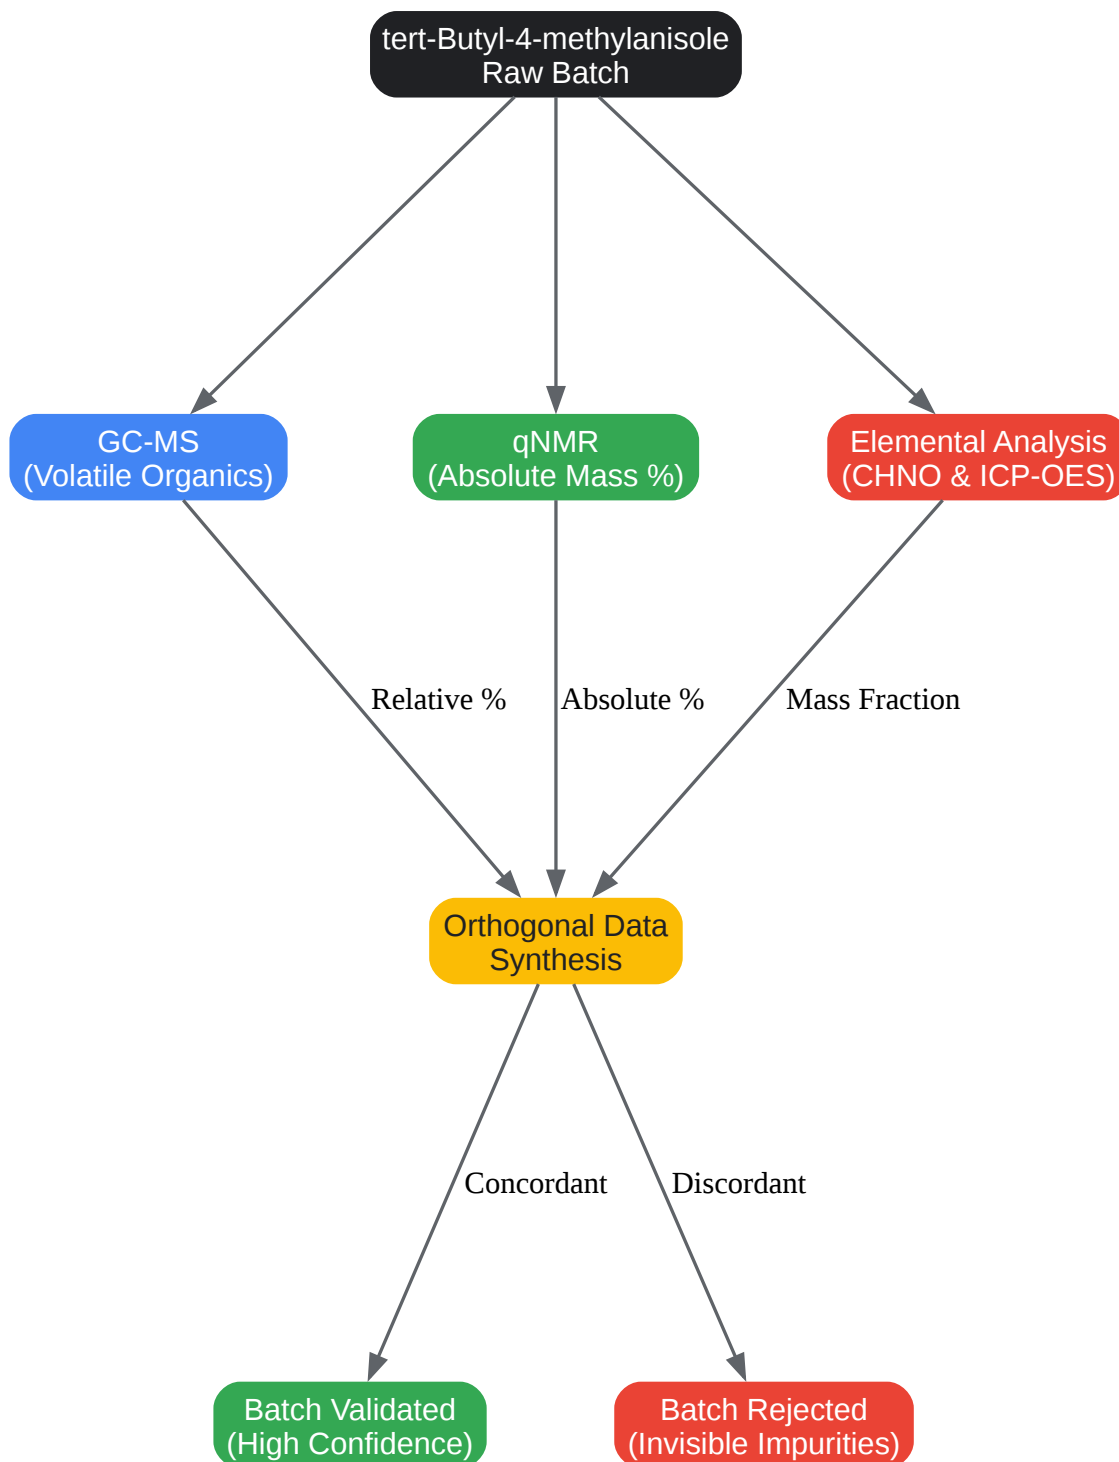 tert-Butyl-4-methylanisole
Raw Batch
GC-MS
(Volatile Organics)
qNMR
(Absolute Mass %)
Elemental Analysis
(CHNO & ICP-OES)
Relative %
Absolute %
Mass Fraction
Orthogonal Data
Synthesis
Concordant
Discordant
Batch Validated
(High Confidence)
Batch Rejected
(Invisible Impurities)